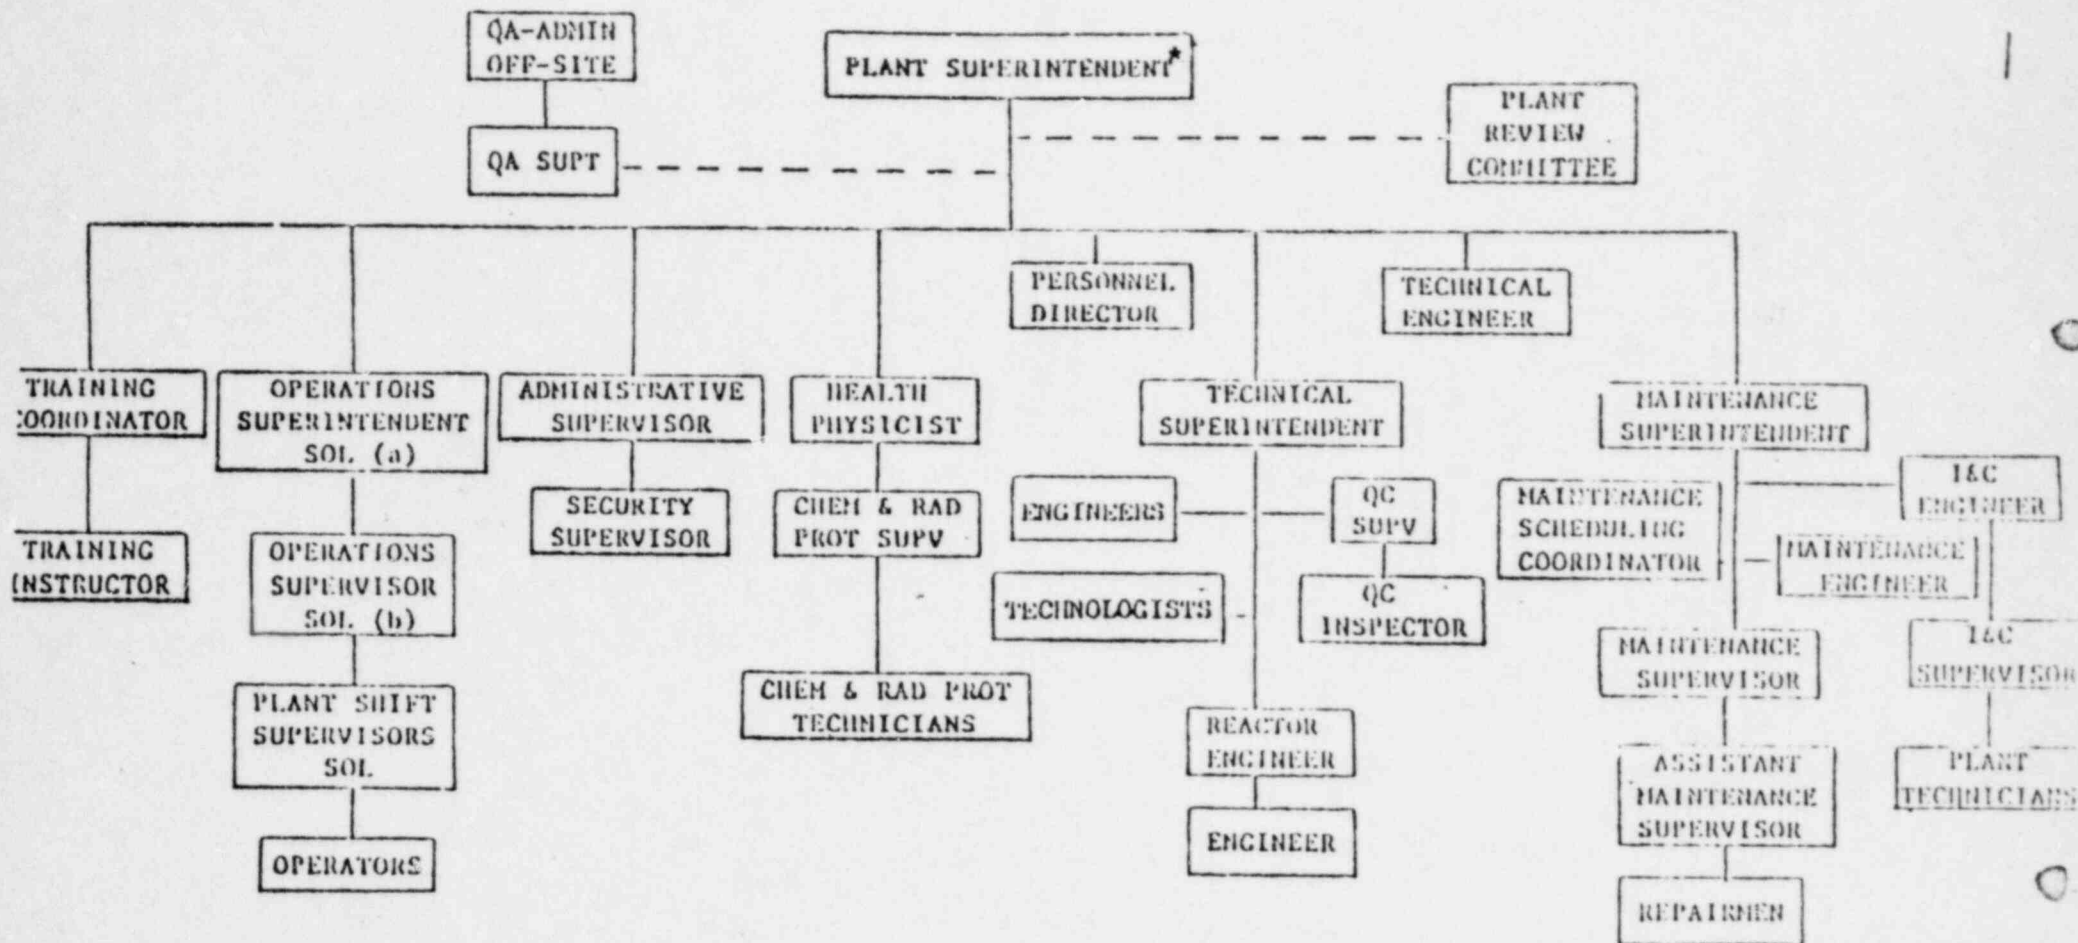 QA-ADMIN
OFF-SITE
PLANT SUPERINTENDENT*
PLANT
REVIEW
COMMITTEE
QA SUPT
PERSONNEL
DIRECTOR
TECHNICAL
ENGINEER
TRAINING
COORDINATOR
OPERATIONS
SUPERINTENDENT
SOL (a)
ADMINISTRATIVE
SUPERVISOR
HEALTH
PHYSICIST
TECHNICAL
SUPERINTENDENT
MAINTENANCE
SUPERINTENDENT
TRAINING
INSTRUCTOR
OPERATIONS
SUPERVISOR
SOL (b)
SECURITY
SUPERVISOR
CHEM & RAD
PROT SUPV
ENGINEERS
QC
SUPV
MAINTENANCE
SCHEDULING
COORDINATOR
I&C
ENGINEER
MAINTENANCE
ENGINEER
TECHNOLOGISTS
QC
INSPECTOR
PLANT SHIFT
SUPERVISORS
SOL
CHEM & RAD PROT
TECHNICIANS
REACTOR
ENGINEER
MAINTENANCE
SUPERVISOR
I&C
SUPERVISOR
OPERATORS
ENGINEER
ASSISTANT
MAINTENANCE
SUPERVISOR
PLANT
TECHNICIANS
REPAIRMEN